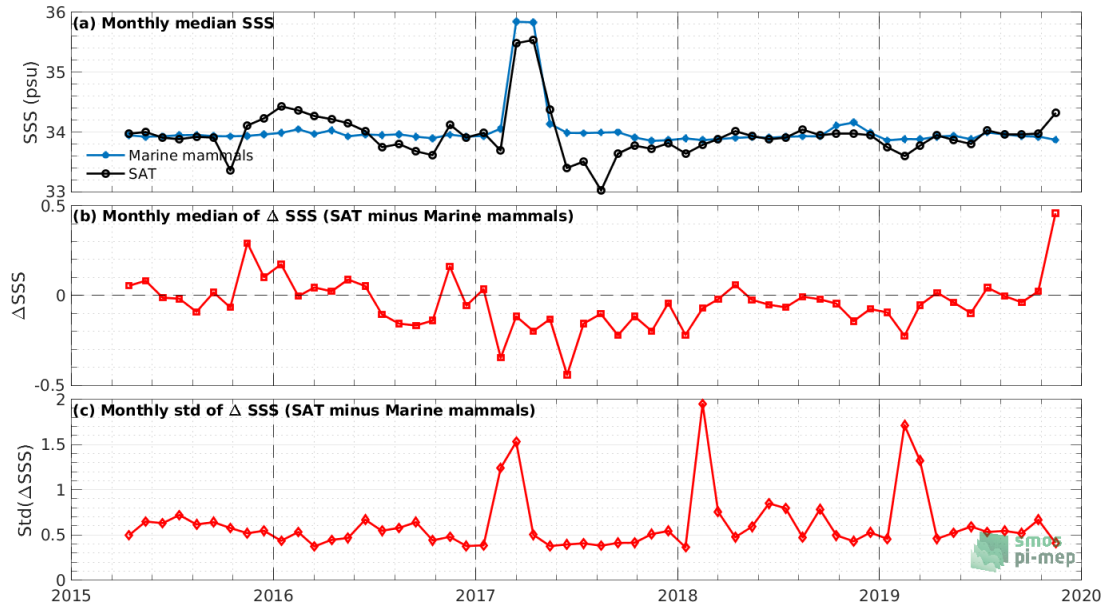 36
35
34
33
SSS (psu)
(a) Monthly median SSS
Marine mammals
SAT
0.5
0
-0.5
ΔSSS
(b) Monthly median of Δ SSS (SAT minus Marine mammals)
2
1.5
1
0.5
0
Std(ΔSSS)
(c) Monthly std of Δ SSS (SAT minus Marine mammals)
smos
pi-mep
2015 2016 2017 2018 2019 2020